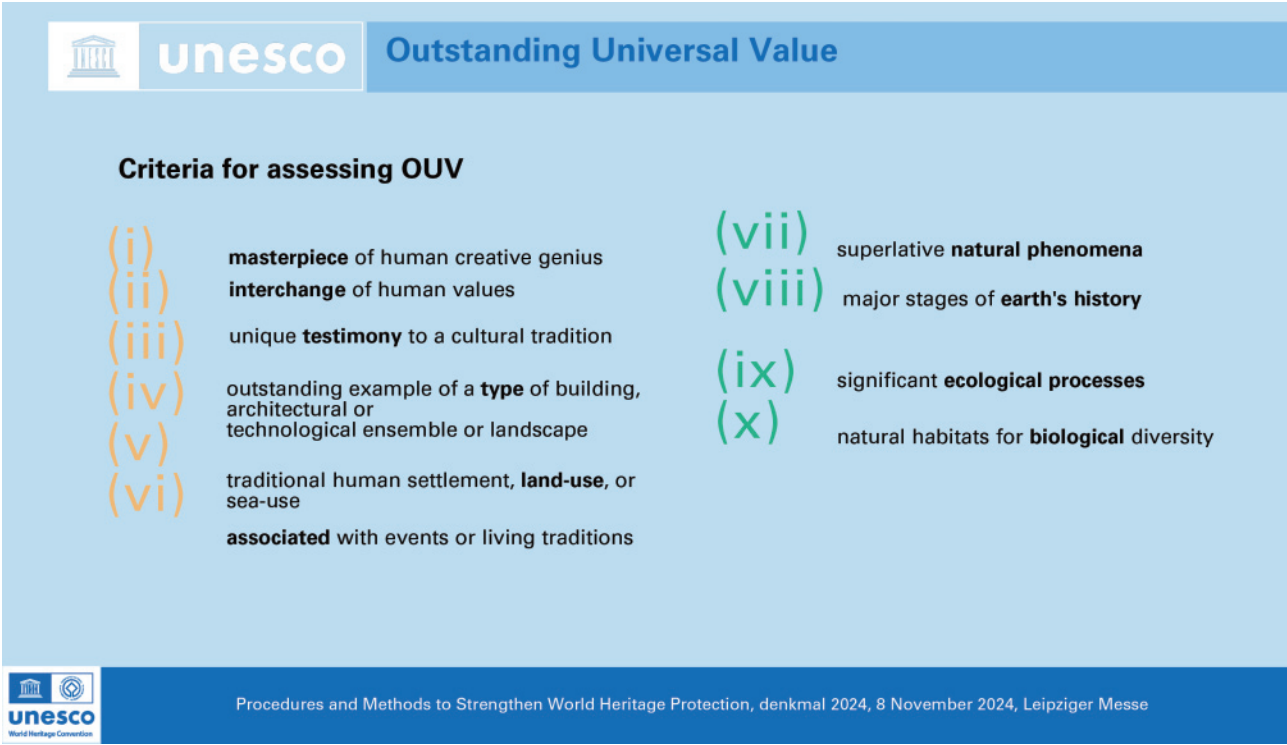 unesco
Outstanding Universal Value
Criteria for assessing OUV
(i)
masterpiece of human creative genius
(ii)
interchange of human values
(iii)
unique testimony to a cultural tradition
(iv)
outstanding example of a type of building,
architectural or
technological ensemble or landscape
(v)
traditional human settlement, land-use, or
sea-use
(vi)
associated with events or living traditions
(vii)
superlative natural phenomena
(viii)
major stages of earth's history
(ix)
significant ecological processes
(x)
natural habitats for biological diversity
unesco
World Heritage Convention
Procedures and Methods to Strengthen World Heritage Protection, denkmal 2024, 8 November 2024, Leipziger Messe